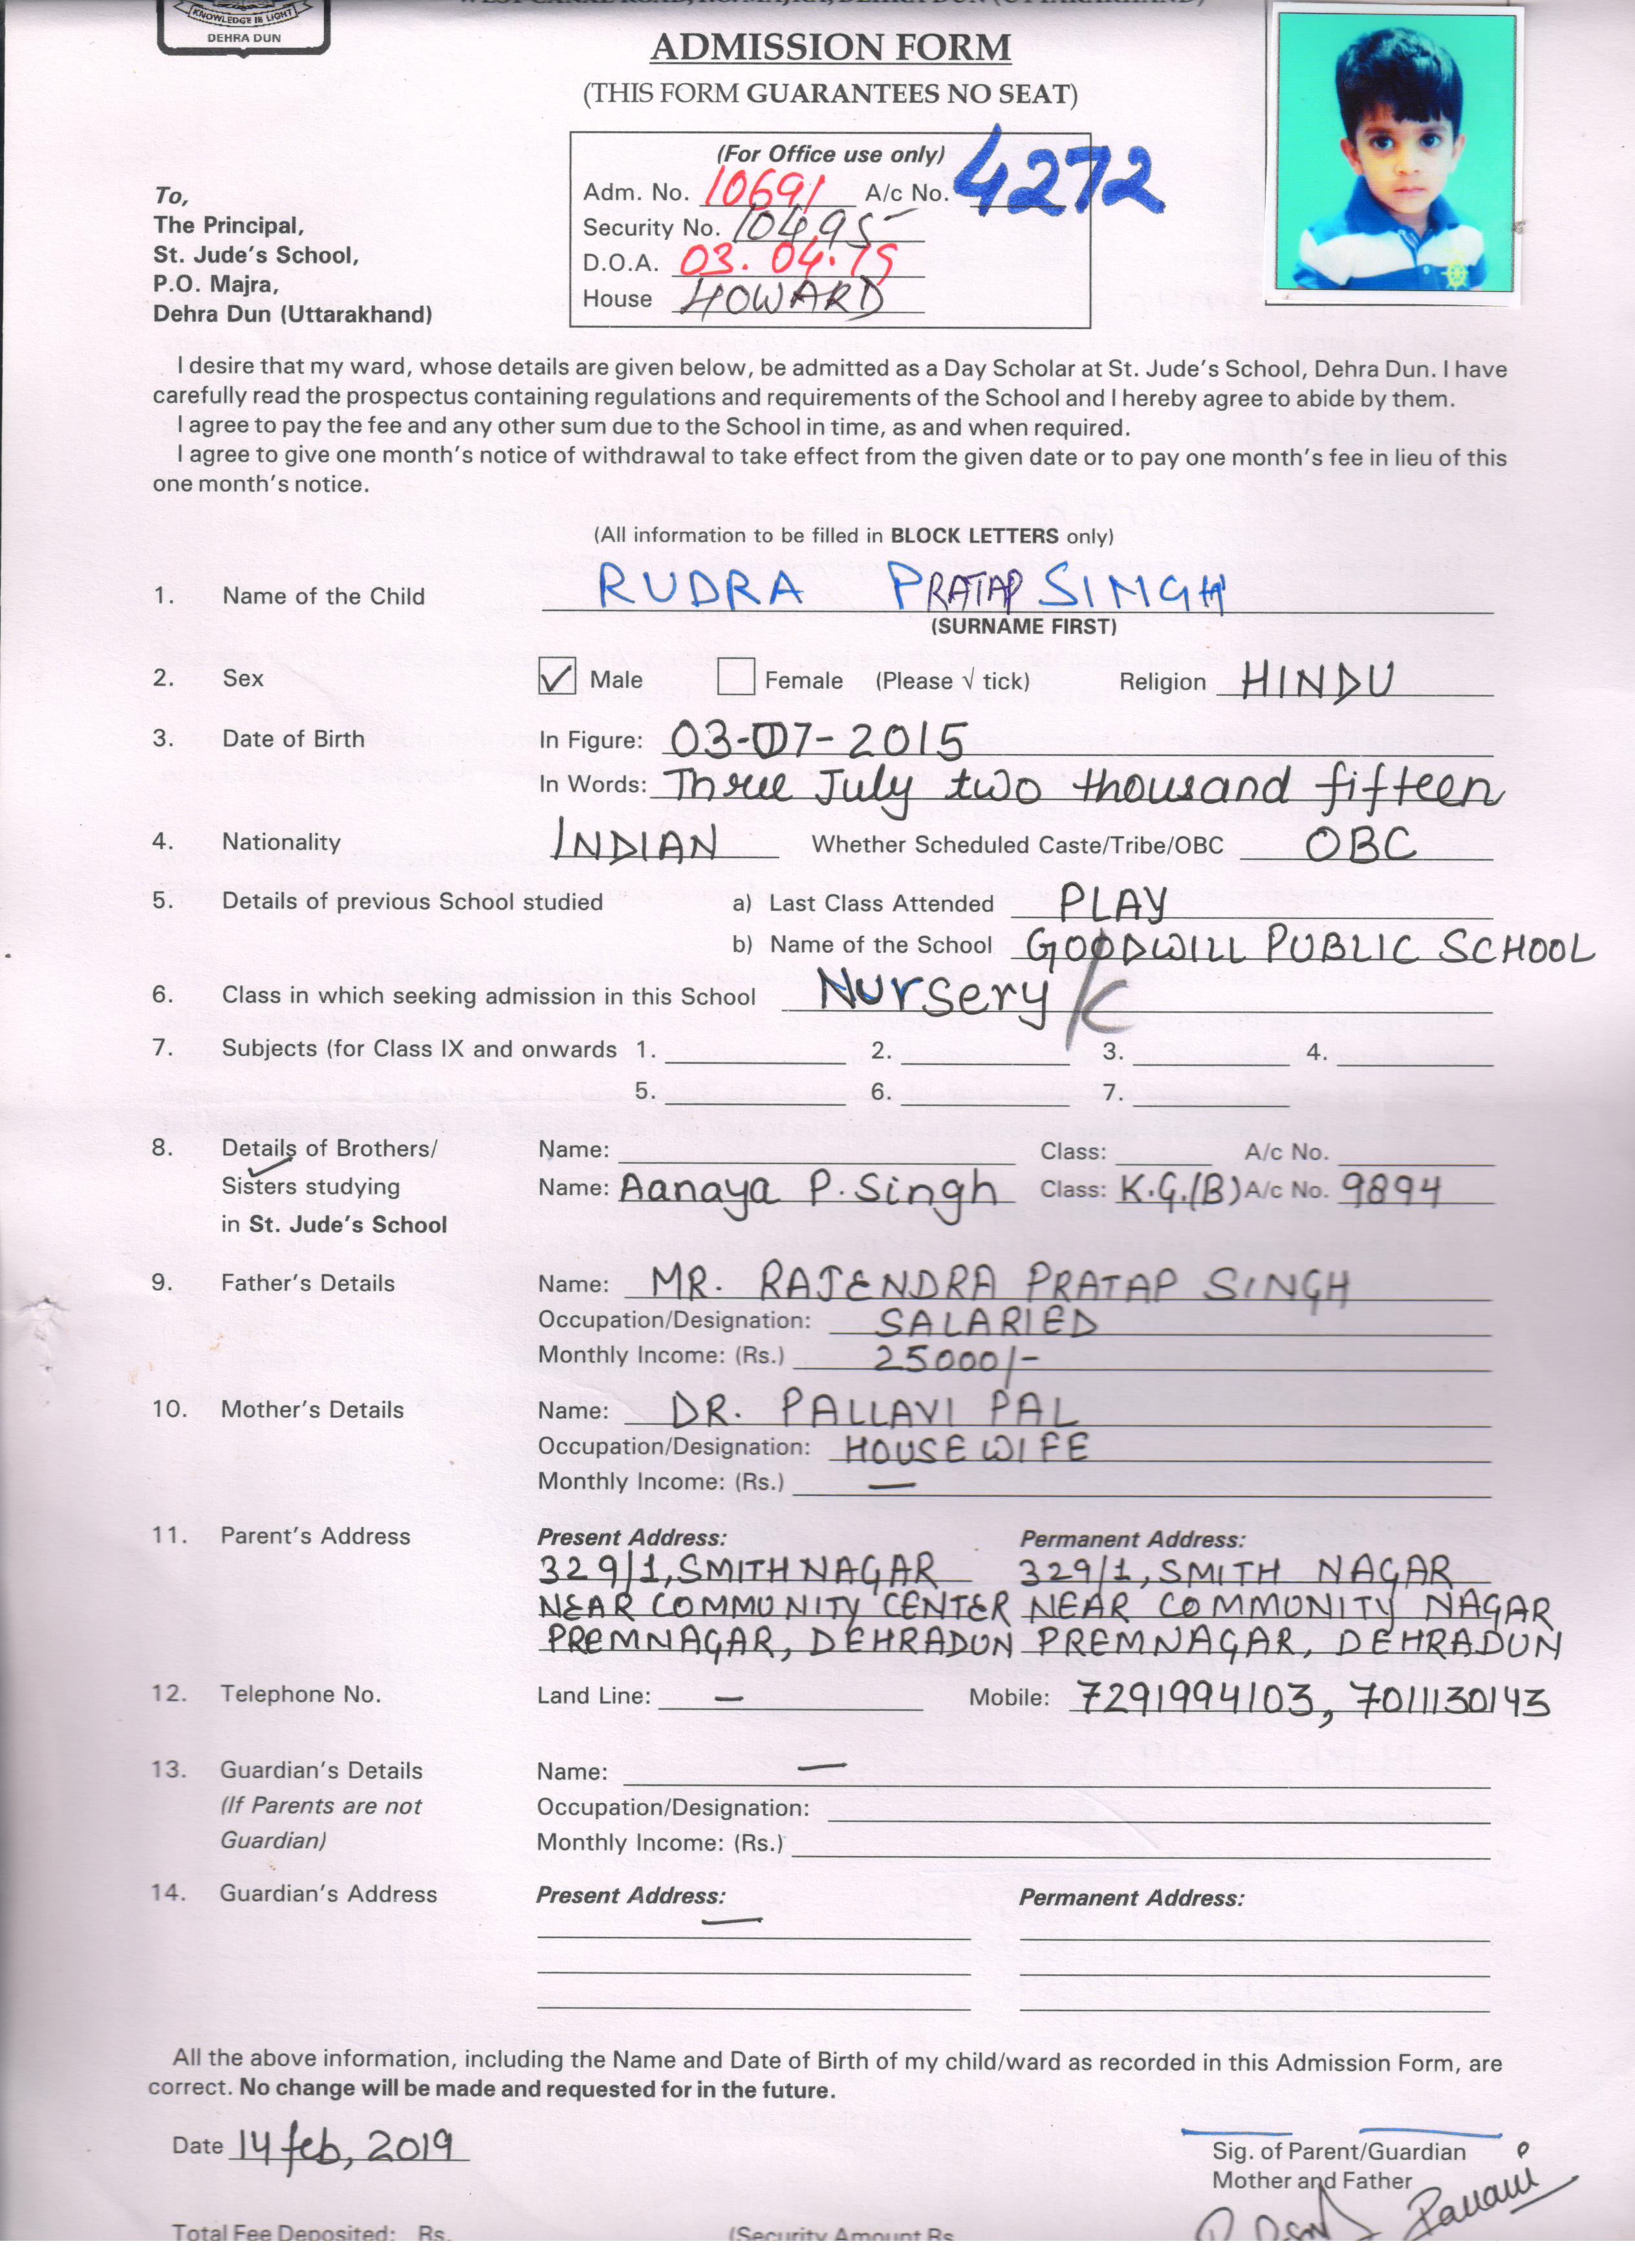 KNOWLEDGE IS LIGHT
DEHRA DUN
WEST CANAL ROAD, P.O. MAJRA, DEHRA DUN (UTTARAKHAND)
ADMISSION FORM
(THIS FORM GUARANTEES NO SEAT)
(For Office use only)
Adm. No. 10691 A/c No. 4272
Security No. 10495
D.O.A. 03.04.19
House HOWARD
To,
The Principal,
St. Jude's School,
P.O. Majra,
Dehra Dun (Uttarakhand)
I desire that my ward, whose details are given below, be admitted as a Day Scholar at St. Jude's School, Dehra Dun. I have
carefully read the prospectus containing regulations and requirements of the School and I hereby agree to abide by them.
I agree to pay the fee and any other sum due to the School in time, as and when required.
I agree to give one month's notice of withdrawal to take effect from the given date or to pay one month's fee in lieu of this
one month's notice.
(All information to be filled in BLOCK LETTERS only)
1. Name of the Child RUDRA PRATAP SINGH
(SURNAME FIRST)
2. Sex ✓ Male Female (Please √ tick) Religion HINDU
3. Date of Birth In Figure: 03-07-2015
In Words: Three July two thousand fifteen
4. Nationality INDIAN Whether Scheduled Caste/Tribe/OBC OBC
5. Details of previous School studied a) Last Class Attended PLAY
b) Name of the School GOODWILL PUBLIC SCHOOL
6. Class in which seeking admission in this School Nursery /C
7. Subjects (for Class IX and onwards 1. 2. 3. 4.
5. 6. 7.
8. Details of Brothers/ Name: Class: A/c No.
Sisters studying Name: Aanaya P. Singh Class: K.G.(B) A/c No. 9894
in St. Jude's School
9. Father's Details Name: MR. RAJENDRA PRATAP SINGH
Occupation/Designation: SALARIED
Monthly Income: (Rs.) 25000/-
10. Mother's Details Name: DR. PALLAVI PAL
Occupation/Designation: HOUSE WIFE
Monthly Income: (Rs.) —
11. Parent's Address Present Address: Permanent Address:
329/1, SMITH NAGAR 329/1, SMITH NAGAR
NEAR COMMUNITY CENTER NEAR COMMUNITY NAGAR
PREMNAGAR, DEHRADUN PREMNAGAR, DEHRADUN
12. Telephone No. Land Line: — Mobile: 7291994103, 7011130143
13. Guardian's Details Name: —
(If Parents are not Occupation/Designation:
Guardian) Monthly Income: (Rs.)
14. Guardian's Address Present Address: — Permanent Address:
All the above information, including the Name and Date of Birth of my child/ward as recorded in this Admission Form, are
correct. No change will be made and requested for in the future.
Date 14 feb, 2019
Sig. of Parent/Guardian
Mother and Father
Pallavi
Total Fee Deposited: Rs. (Security Amount Rs.